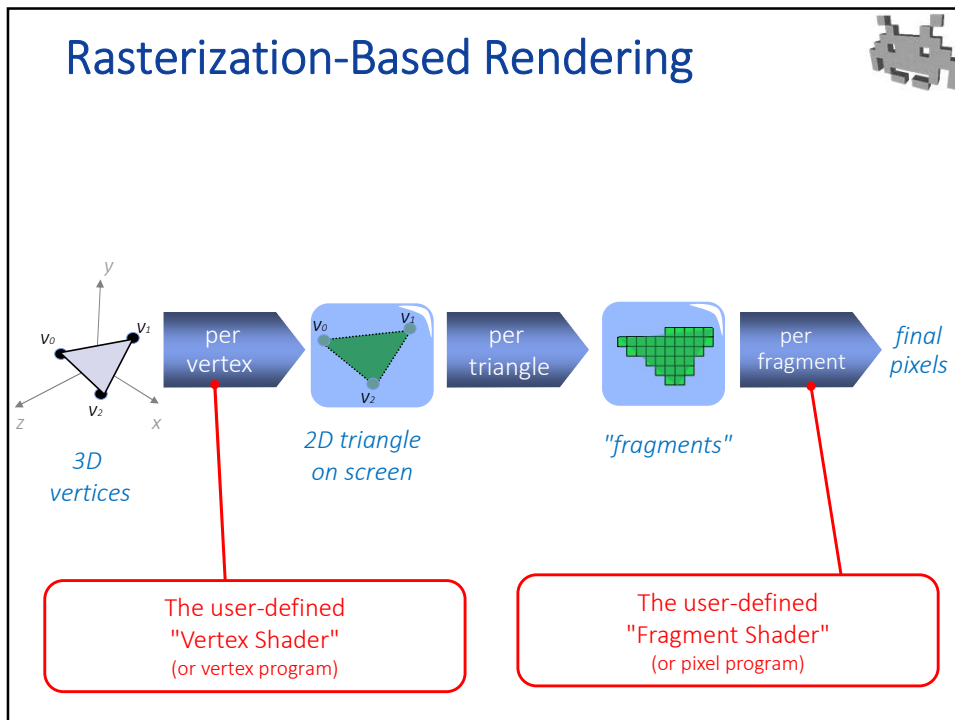 Rasterization-Based Rendering
y
v0
v1
v2
z
x
3D
vertices
per
vertex
v0
v1
v2
2D triangle
on screen
per
triangle
"fragments"
per
fragment
final
pixels
The user-defined
"Vertex Shader"
(or vertex program)
The user-defined
"Fragment Shader"
(or pixel program)